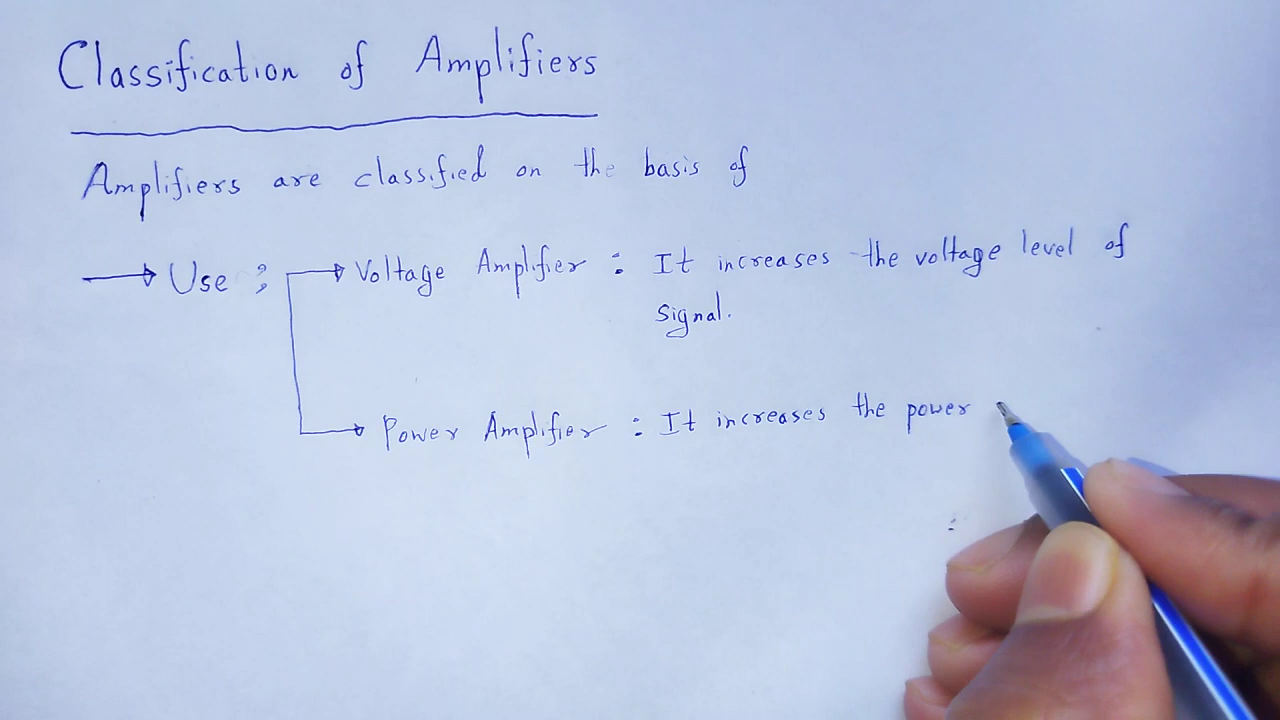 Classification of Amplifiers
Amplifiers are classified on the basis of
→ Use : → Voltage Amplifier : It increases the voltage level of
signal.
→ Power Amplifier : It increases the power